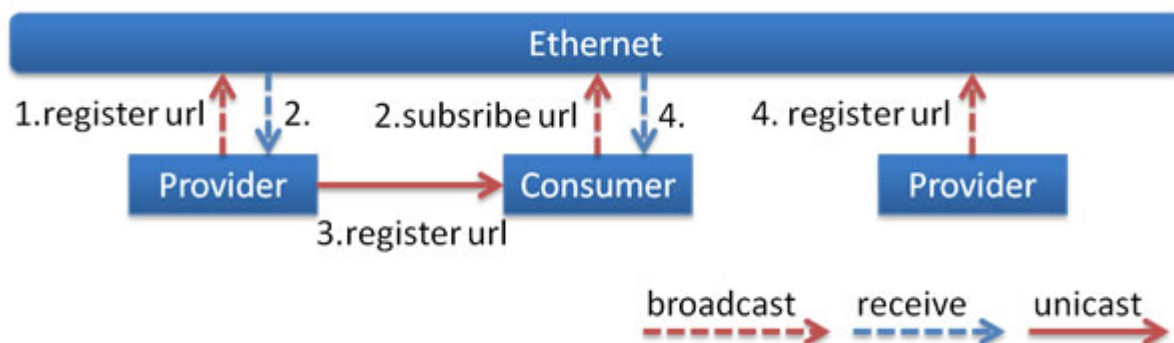 Ethernet
1.register url
2.
2.subsribe url
4.
4. register url
Provider
Consumer
Provider
3.register url
broadcast
receive
unicast